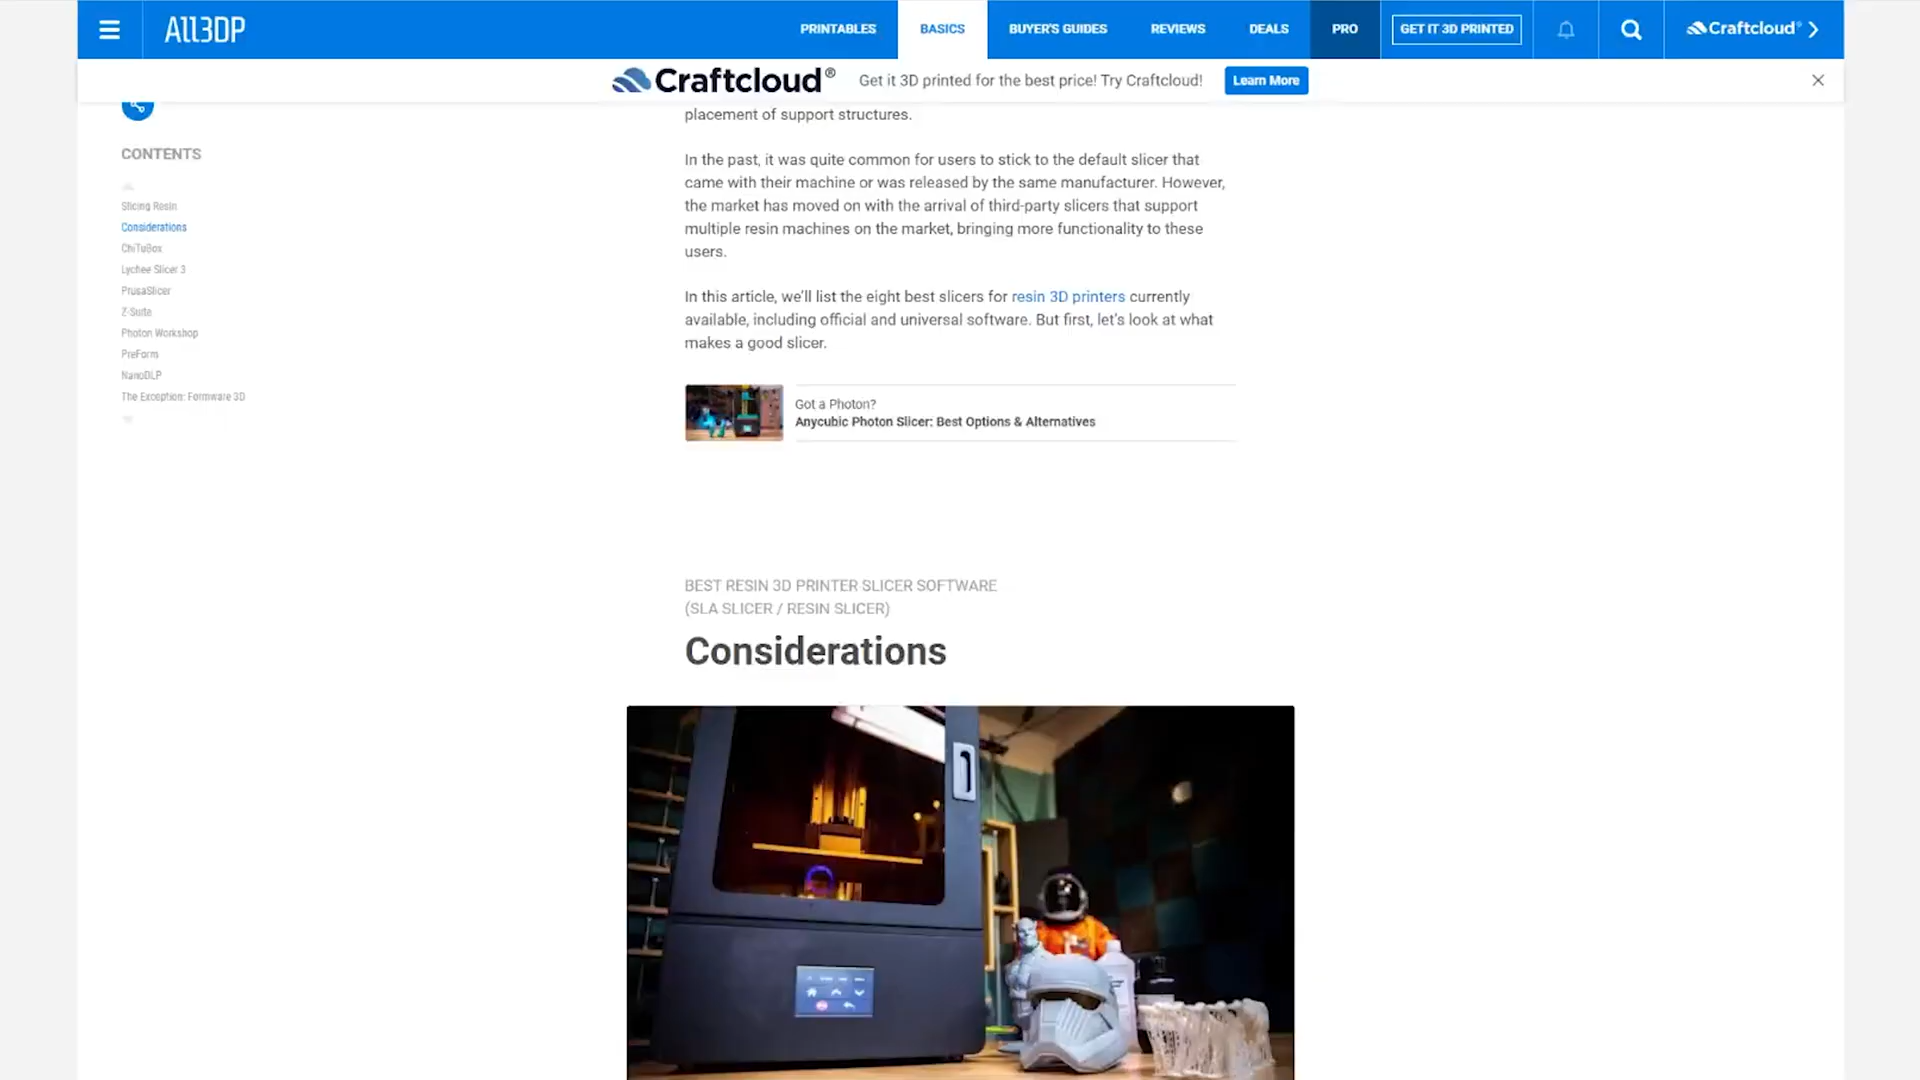 All3DP
PRINTABLES
BASICS
BUYER'S GUIDES
REVIEWS
DEALS
PRO
GET IT 3D PRINTED
Craftcloud®
Craftcloud®
Get it 3D printed for the best price! Try Craftcloud!
Learn More
CONTENTS
Slicing Resin
Considerations
ChiTuBox
Lychee Slicer 3
PrusaSlicer
Z-Suite
Photon Workshop
PreForm
NanoDLP
The Exception: Formware 3D
placement of support structures.
In the past, it was quite common for users to stick to the default slicer that
came with their machine or was released by the same manufacturer. However,
the market has moved on with the arrival of third-party slicers that support
multiple resin machines on the market, bringing more functionality to these
users.
In this article, we'll list the eight best slicers for resin 3D printers currently
available, including official and universal software. But first, let's look at what
makes a good slicer.
Got a Photon?
Anycubic Photon Slicer: Best Options & Alternatives
BEST RESIN 3D PRINTER SLICER SOFTWARE
(SLA SLICER / RESIN SLICER)
Considerations